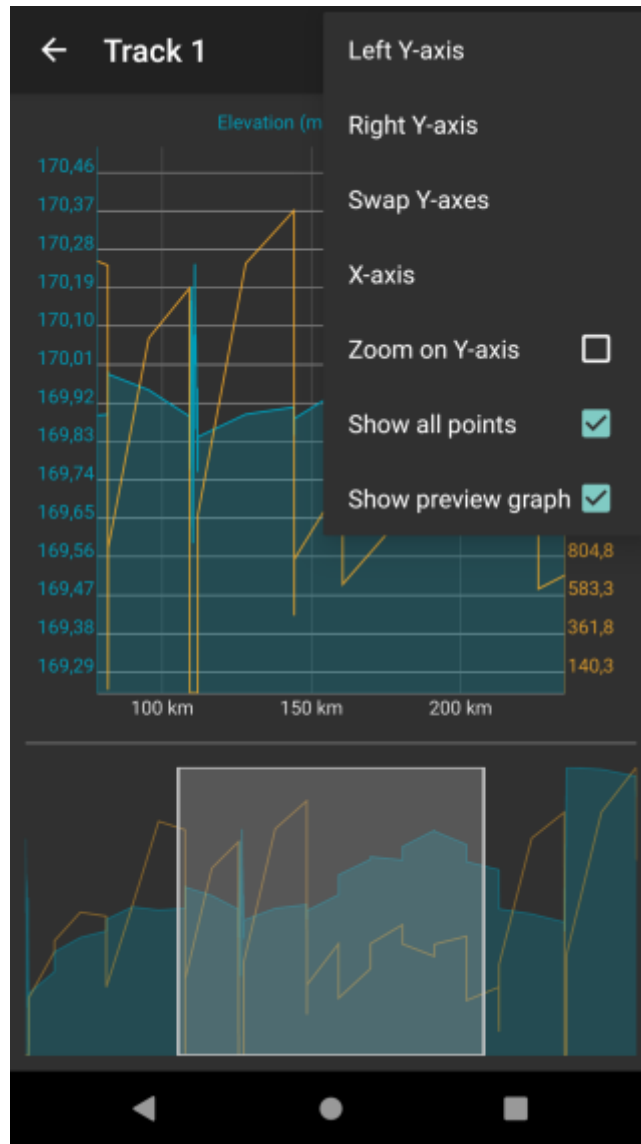 Track 1
Left Y-axis
Right Y-axis
Swap Y-axes
X-axis
Zoom on Y-axis
Show all points
Show preview graph
Elevation (m
170,46
170,37
170,28
170,19
170,10
170,01
169,92
169,83
169,74
169,65
169,56
169,47
169,38
169,29
804,8
583,3
361,8
140,3
100 km
150 km
200 km